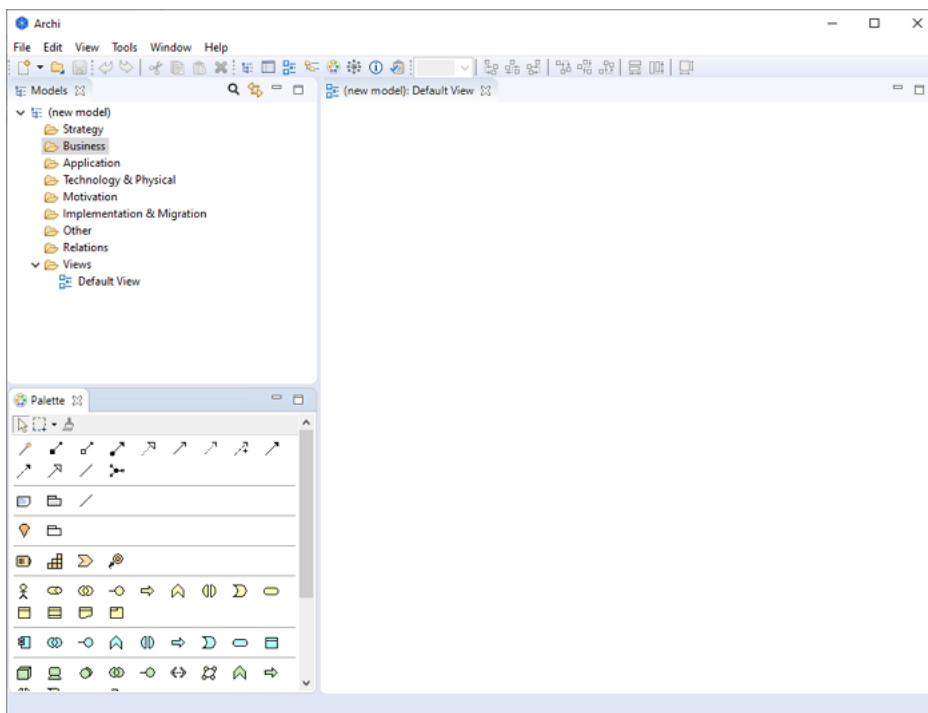 Archi
File Edit View Tools Window Help
Models
(new model): Default View
(new model)
Strategy
Business
Application
Technology & Physical
Motivation
Implementation & Migration
Other
Relations
Views
Default View
Palette